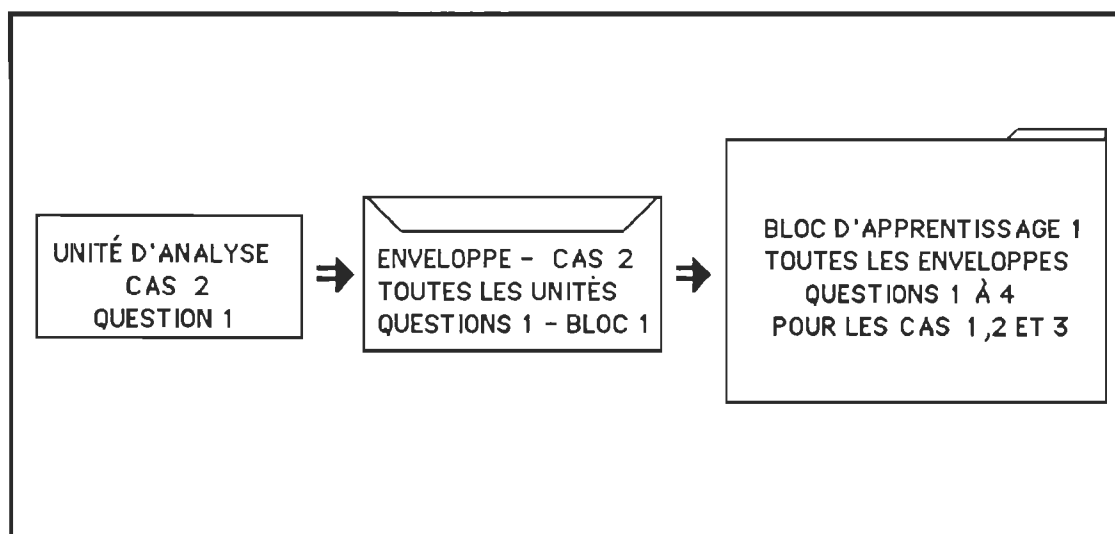 UNITÉ D'ANALYSE
CAS 2
QUESTION 1
ENVELOPPE - CAS 2
TOUTES LES UNITÉS
QUESTIONS 1 - BLOC 1
BLOC D'APPRENTISSAGE 1
TOUTES LES ENVELOPPES
QUESTIONS 1 À 4
POUR LES CAS 1,2 ET 3